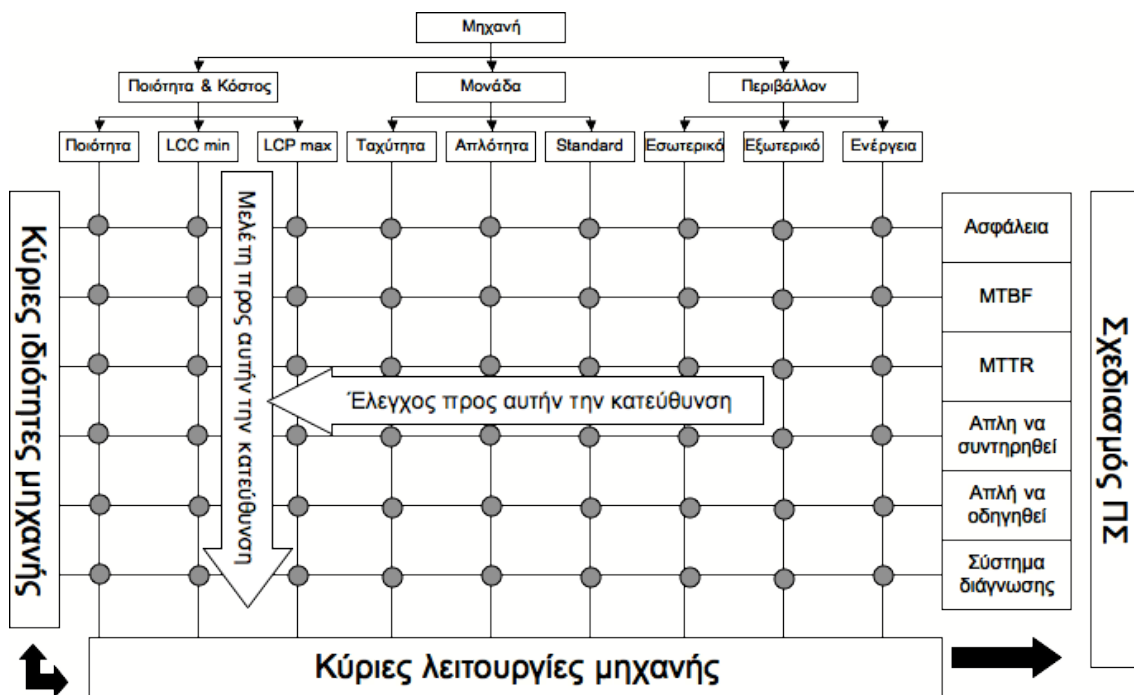 Μηχανή
Ποιότητα & Κόστος
Μονάδα
Περιβάλλον
Ποιότητα
LCC min
LCP max
Ταχύτητα
Απλότητα
Standard
Εσωτερικό
Εξωτερικό
Ενέργεια
Κύριες ιδιότητες μηχανής
Μελέτη προς αυτήν την κατεύθυνση
Έλεγχος προς αυτήν την κατεύθυνση
Ασφάλεια
MTBF
MTTR
Απλη να
συντηρηθεί
Απλή να
οδηγηθεί
Σύστημα
διάγνωσης
Σχεδιασμός ΠΣ
Κύριες λειτουργίες μηχανής